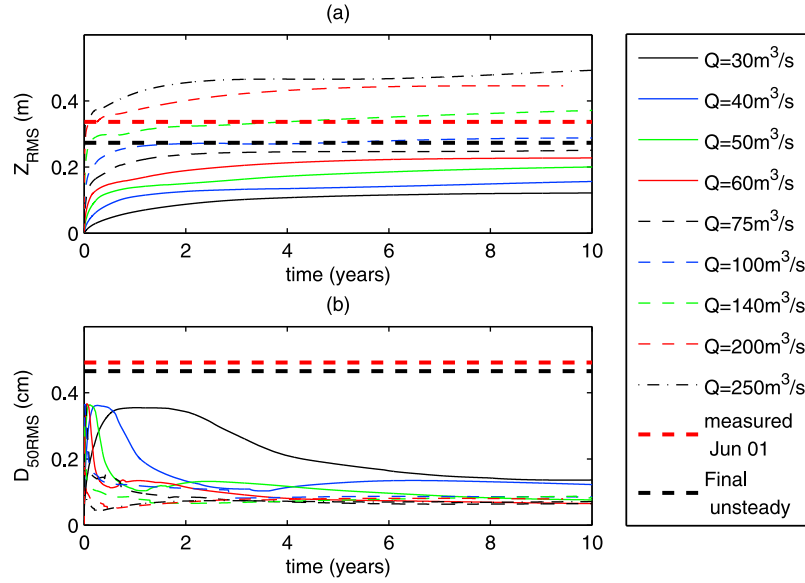 (a)
0.4
0.2
0
Z_RMS (m)
0 2 4 6 8 10
time (years)
(b)
0.4
0.2
0
D_50RMS (cm)
0 2 4 6 8 10
time (years)
Q=30m³/s
Q=40m³/s
Q=50m³/s
Q=60m³/s
Q=75m³/s
Q=100m³/s
Q=140m³/s
Q=200m³/s
Q=250m³/s
measured
Jun 01
Final
unsteady